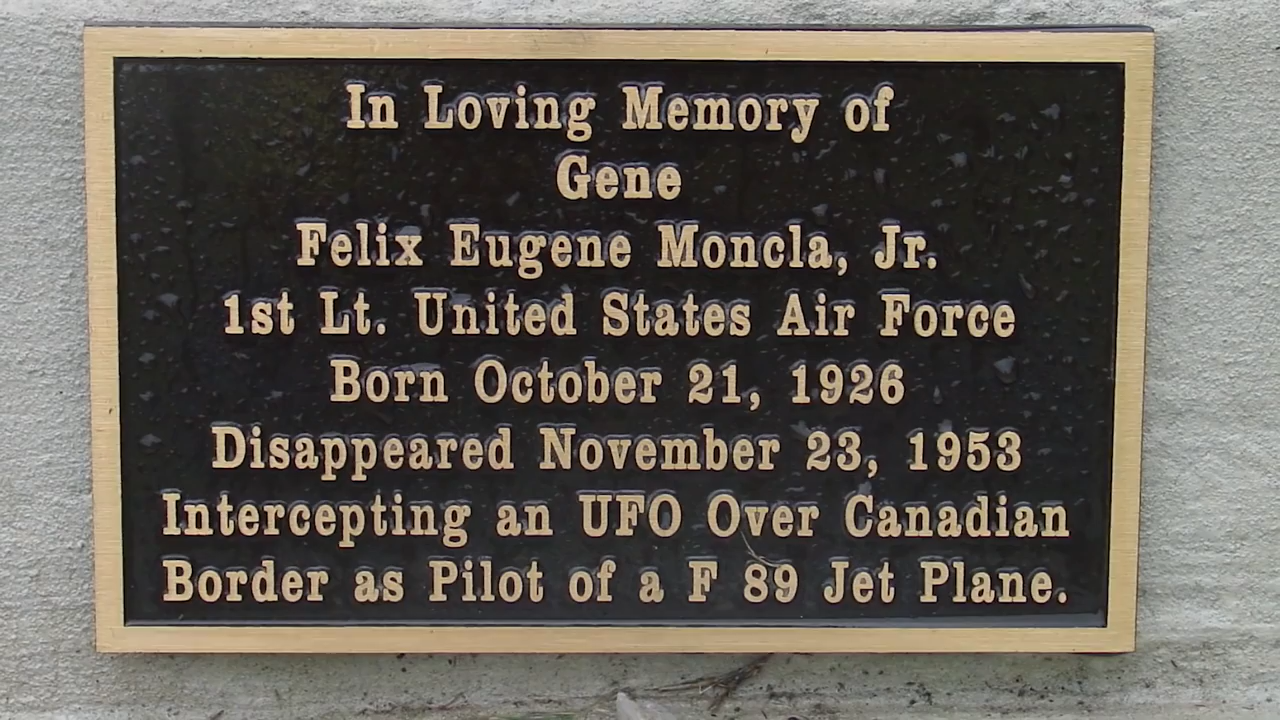 In Loving Memory of
Gene
Felix Eugene Moncla, Jr.
1st Lt. United States Air Force
Born October 21, 1926
Disappeared November 23, 1953
Intercepting an UFO Over Canadian
Border as Pilot of a F 89 Jet Plane.